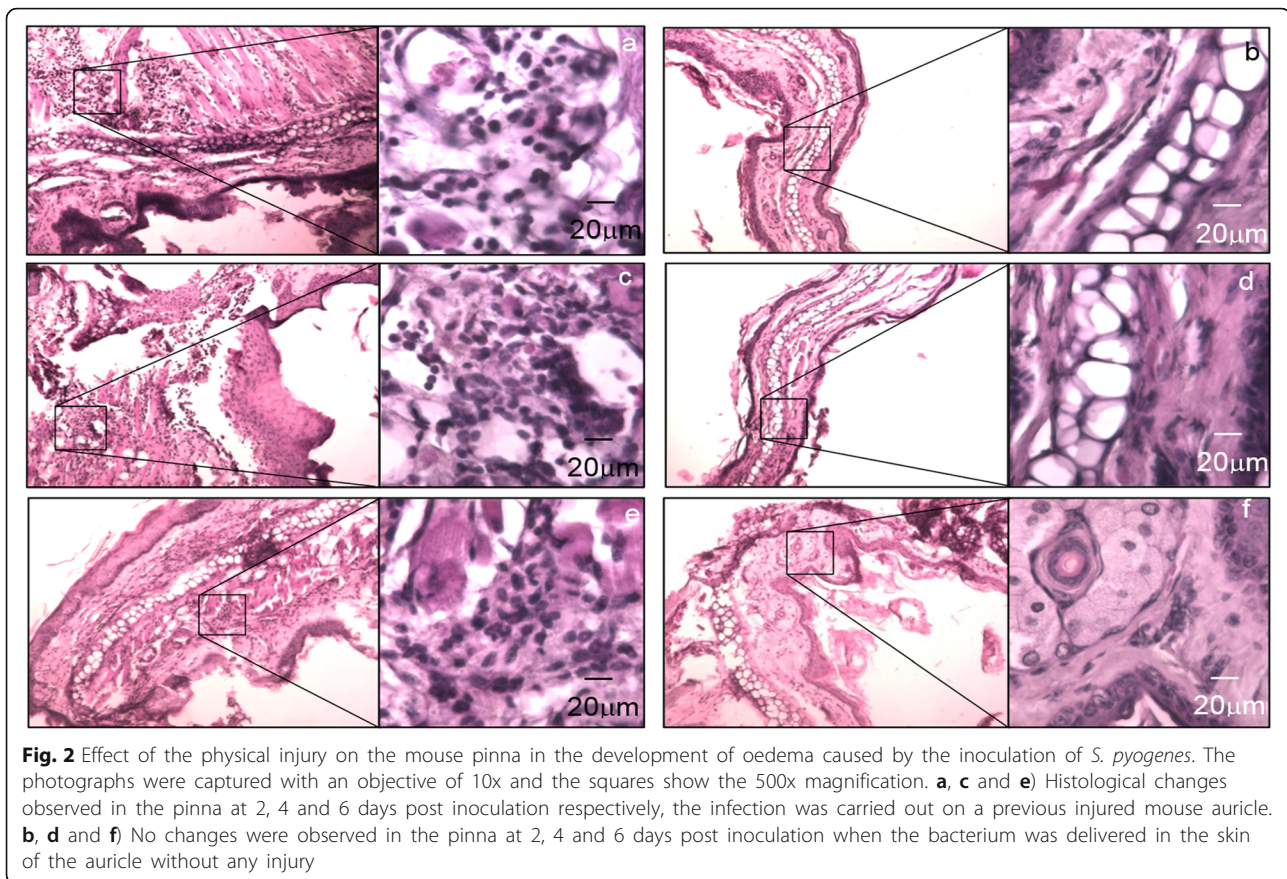 a
20μm
b
20μm
c
20μm
d
20μm
e
20μm
f
20μm
Fig. 2 Effect of the physical injury on the mouse pinna in the development of oedema caused by the inoculation of S. pyogenes. The
photographs were captured with an objective of 10x and the squares show the 500x magnification. a, c and e) Histological changes
observed in the pinna at 2, 4 and 6 days post inoculation respectively, the infection was carried out on a previous injured mouse auricle.
b, d and f) No changes were observed in the pinna at 2, 4 and 6 days post inoculation when the bacterium was delivered in the skin
of the auricle without any injury